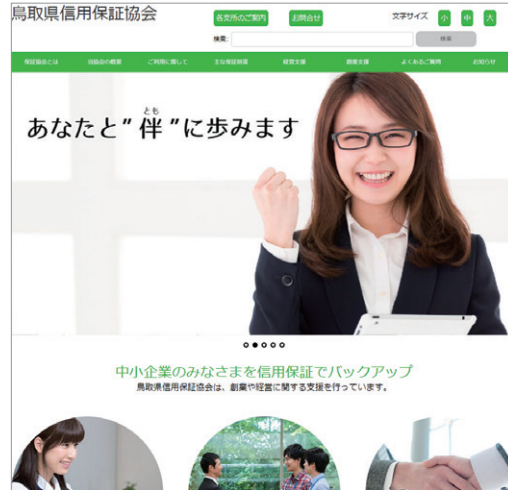 鳥取県信用保証協会
各支所のご案内
お問合せ
文字サイズ 小 中 大
検索:
検索
保証協会とは 当協会の概要 ご利用に際して 主な保証制度 経営支援 創業支援 よくあるご質問 お知らせ
とも
あなたと”伴”に歩みます
中小企業のみなさまを信用保証でバックアップ
鳥取県信用保証協会は、創業や経営に関する支援を行っています。